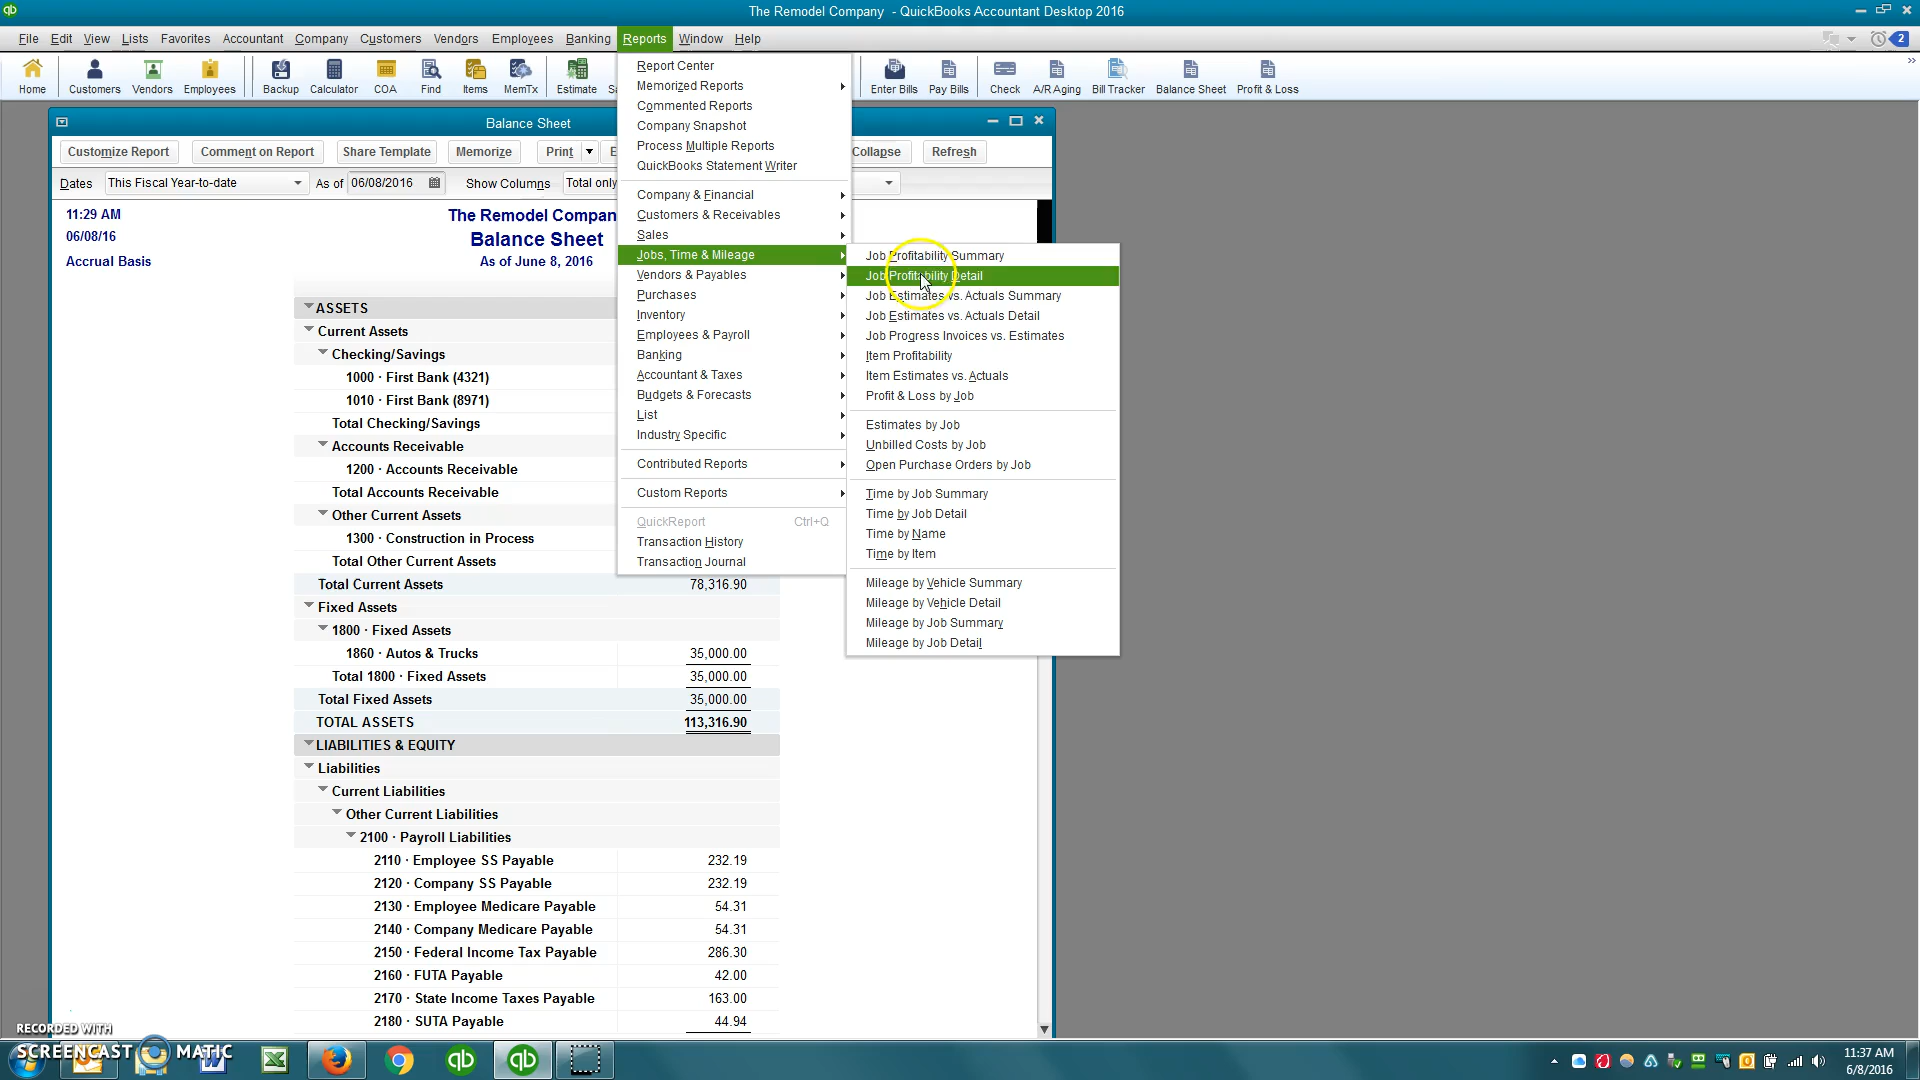 The Remodel Company - QuickBooks Accountant Desktop 2016
File Edit View Lists Favorites Accountant Company Customers Vendors Employees Banking Reports Window Help
2
Home Customers Vendors Employees Backup Calculator COA Find Items MemTx Estimate Enter Bills Pay Bills Check A/R Aging Bill Tracker Balance Sheet Profit & Loss
Balance Sheet
Customize Report Comment on Report Share Template Memorize Print Collapse Refresh
Dates This Fiscal Year-to-date As of 06/08/2016 Show Columns Total only
11:29 AM
06/08/16
Accrual Basis
The Remodel Compan
Balance Sheet
As of June 8, 2016
ASSETS
Current Assets
Checking/Savings
1000 · First Bank (4321)
1010 · First Bank (8971)
Total Checking/Savings
Accounts Receivable
1200 · Accounts Receivable
Total Accounts Receivable
Other Current Assets
1300 · Construction in Process
Total Other Current Assets
Total Current Assets 78,316.90
Fixed Assets
1800 · Fixed Assets
1860 · Autos & Trucks 35,000.00
Total 1800 · Fixed Assets 35,000.00
Total Fixed Assets 35,000.00
TOTAL ASSETS 113,316.90
LIABILITIES & EQUITY
Liabilities
Current Liabilities
Other Current Liabilities
2100 · Payroll Liabilities
2110 · Employee SS Payable 232.19
2120 · Company SS Payable 232.19
2130 · Employee Medicare Payable 54.31
2140 · Company Medicare Payable 54.31
2150 · Federal Income Tax Payable 286.30
2160 · FUTA Payable 42.00
2170 · State Income Taxes Payable 163.00
2180 · SUTA Payable 44.94
Report Center
Memorized Reports
Commented Reports
Company Snapshot
Process Multiple Reports
QuickBooks Statement Writer
Company & Financial
Customers & Receivables
Sales
Jobs, Time & Mileage
Vendors & Payables
Purchases
Inventory
Employees & Payroll
Banking
Accountant & Taxes
Budgets & Forecasts
List
Industry Specific
Contributed Reports
Custom Reports
QuickReport Ctrl+Q
Transaction History
Transaction Journal
Job Profitability Summary
Job Profitability Detail
Job Estimates vs. Actuals Summary
Job Estimates vs. Actuals Detail
Job Progress Invoices vs. Estimates
Item Profitability
Item Estimates vs. Actuals
Profit & Loss by Job
Estimates by Job
Unbilled Costs by Job
Open Purchase Orders by Job
Time by Job Summary
Time by Job Detail
Time by Name
Time by Item
Mileage by Vehicle Summary
Mileage by Vehicle Detail
Mileage by Job Summary
Mileage by Job Detail
RECORDED WITH
SCREENCAST MATIC
qb qb
11:37 AM
6/8/2016